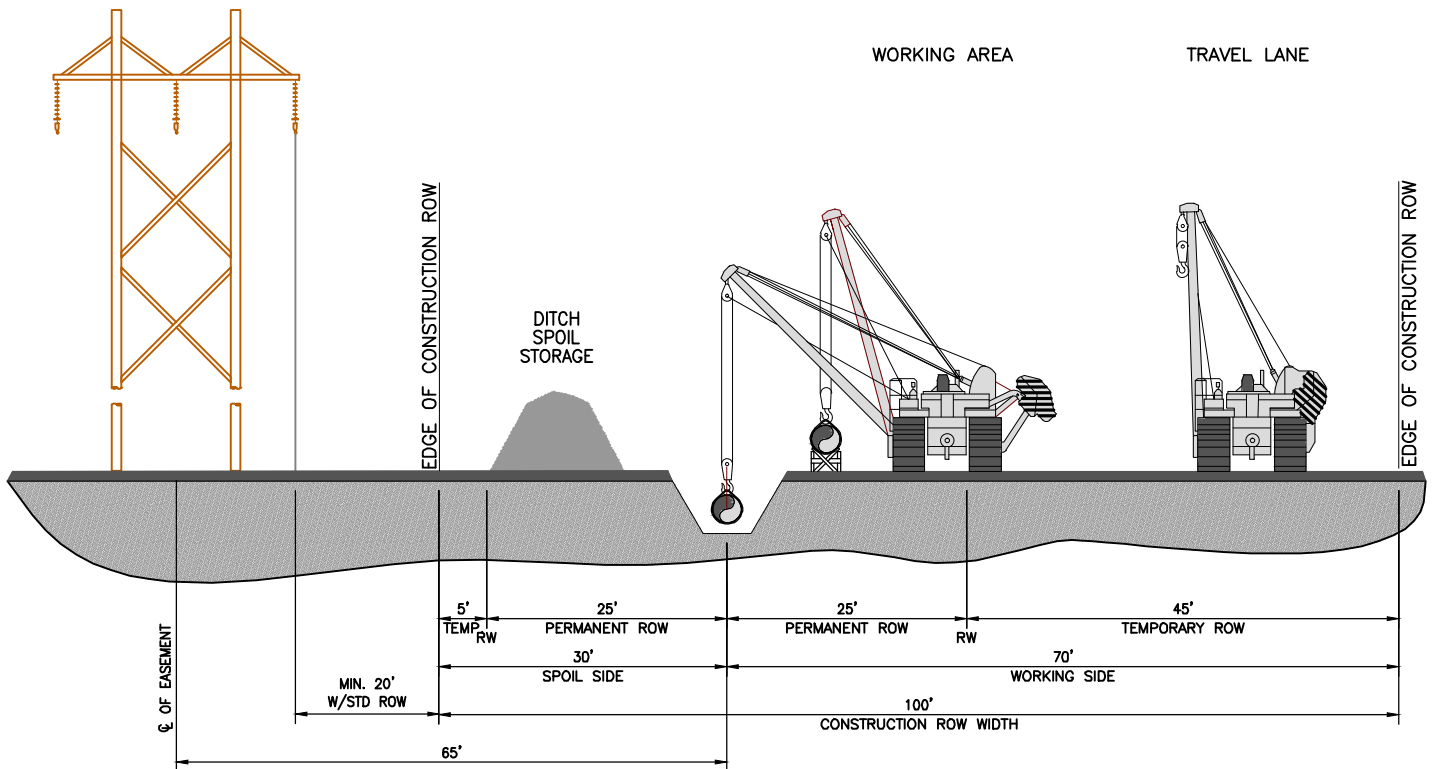 WORKING AREA
TRAVEL LANE
EDGE OF CONSTRUCTION ROW
DITCH
SPOIL
STORAGE
EDGE OF CONSTRUCTION ROW
5'
TEMP
RW
25'
PERMANENT ROW
25'
PERMANENT ROW
RW
45'
TEMPORARY ROW
30'
SPOIL SIDE
70'
WORKING SIDE
℄ OF EASEMENT
MIN. 20'
W/STD ROW
100'
CONSTRUCTION ROW WIDTH
65'